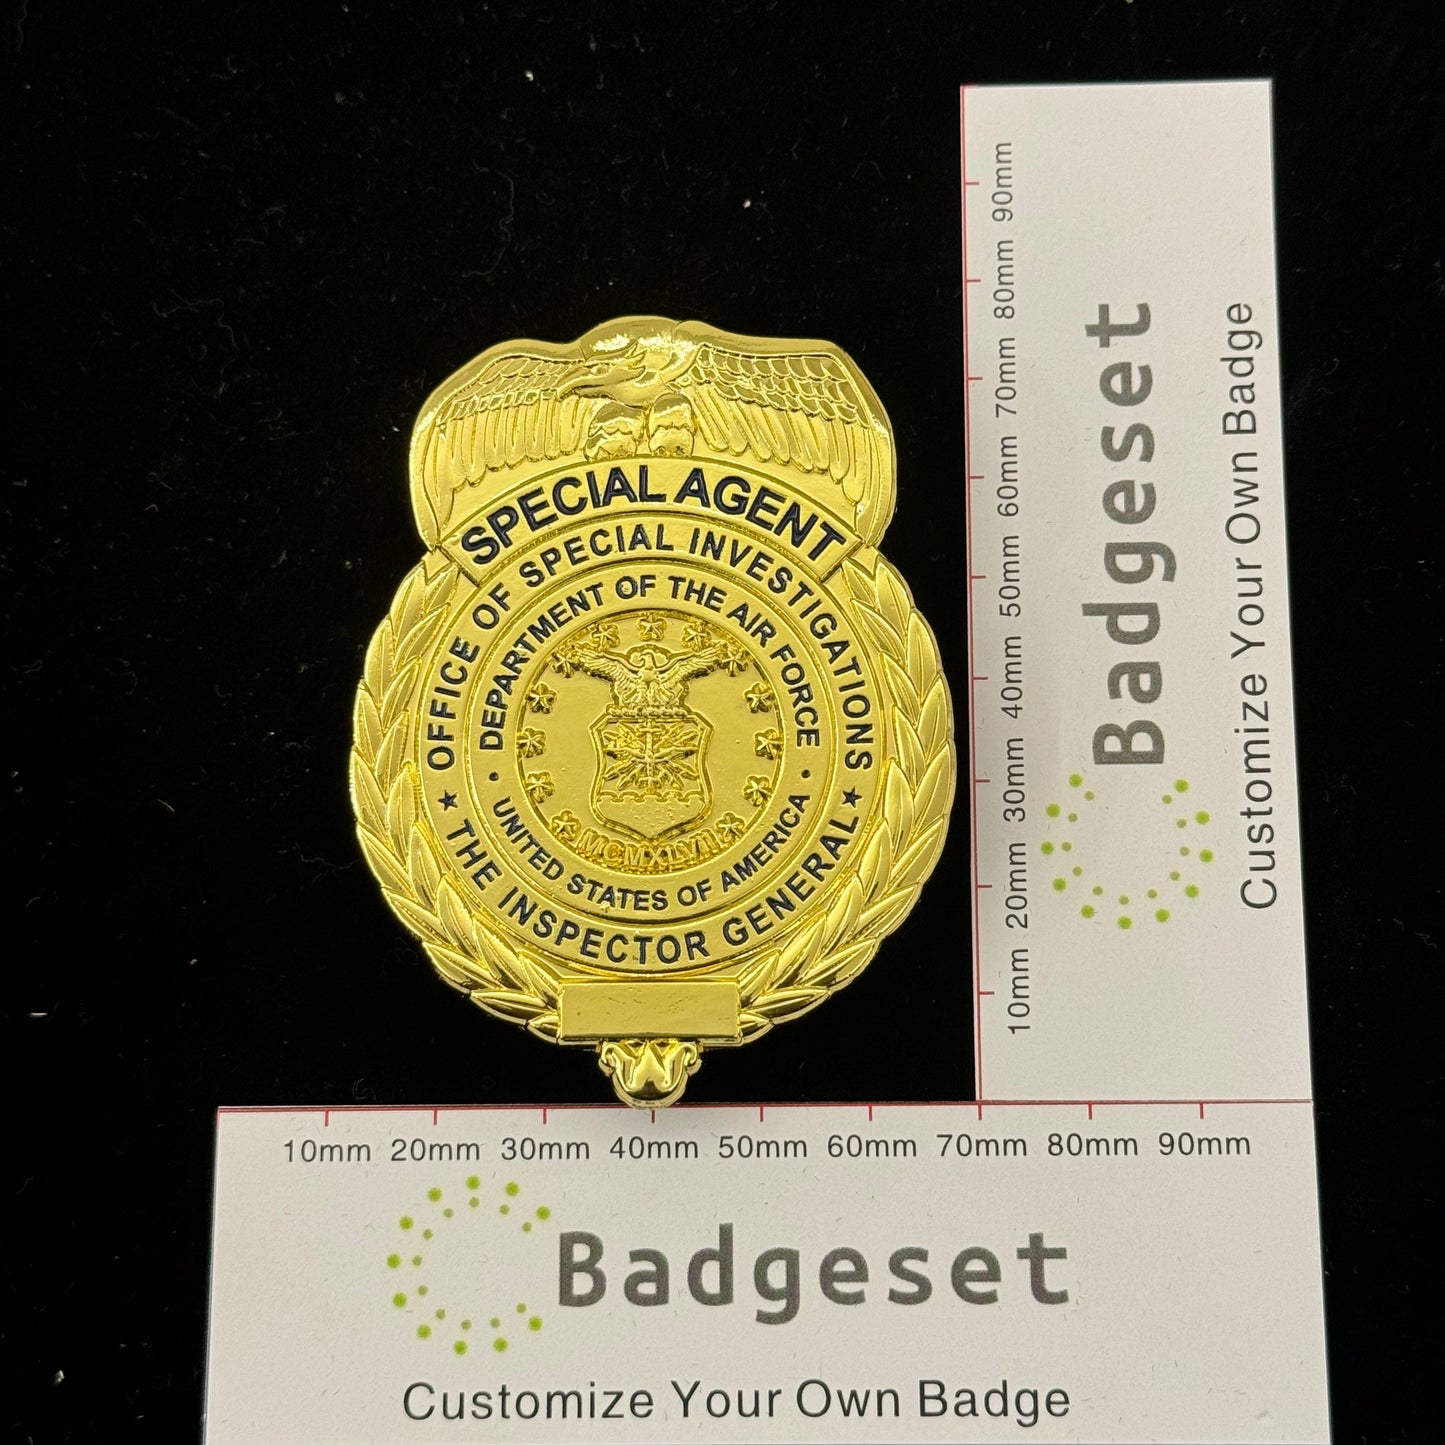 SPECIAL AGENT
OFFICE OF SPECIAL INVESTIGATIONS
DEPARTMENT OF THE AIR FORCE
MCMXLVII
UNITED STATES OF AMERICA
THE INSPECTOR GENERAL
10mm 20mm 30mm 40mm 50mm 60mm 70mm 80mm 90mm
Badgeset
Customize Your Own Badge
10mm 20mm 30mm 40mm 50mm 60mm 70mm 80mm 90mm
Badgeset
Customize Your Own Badge